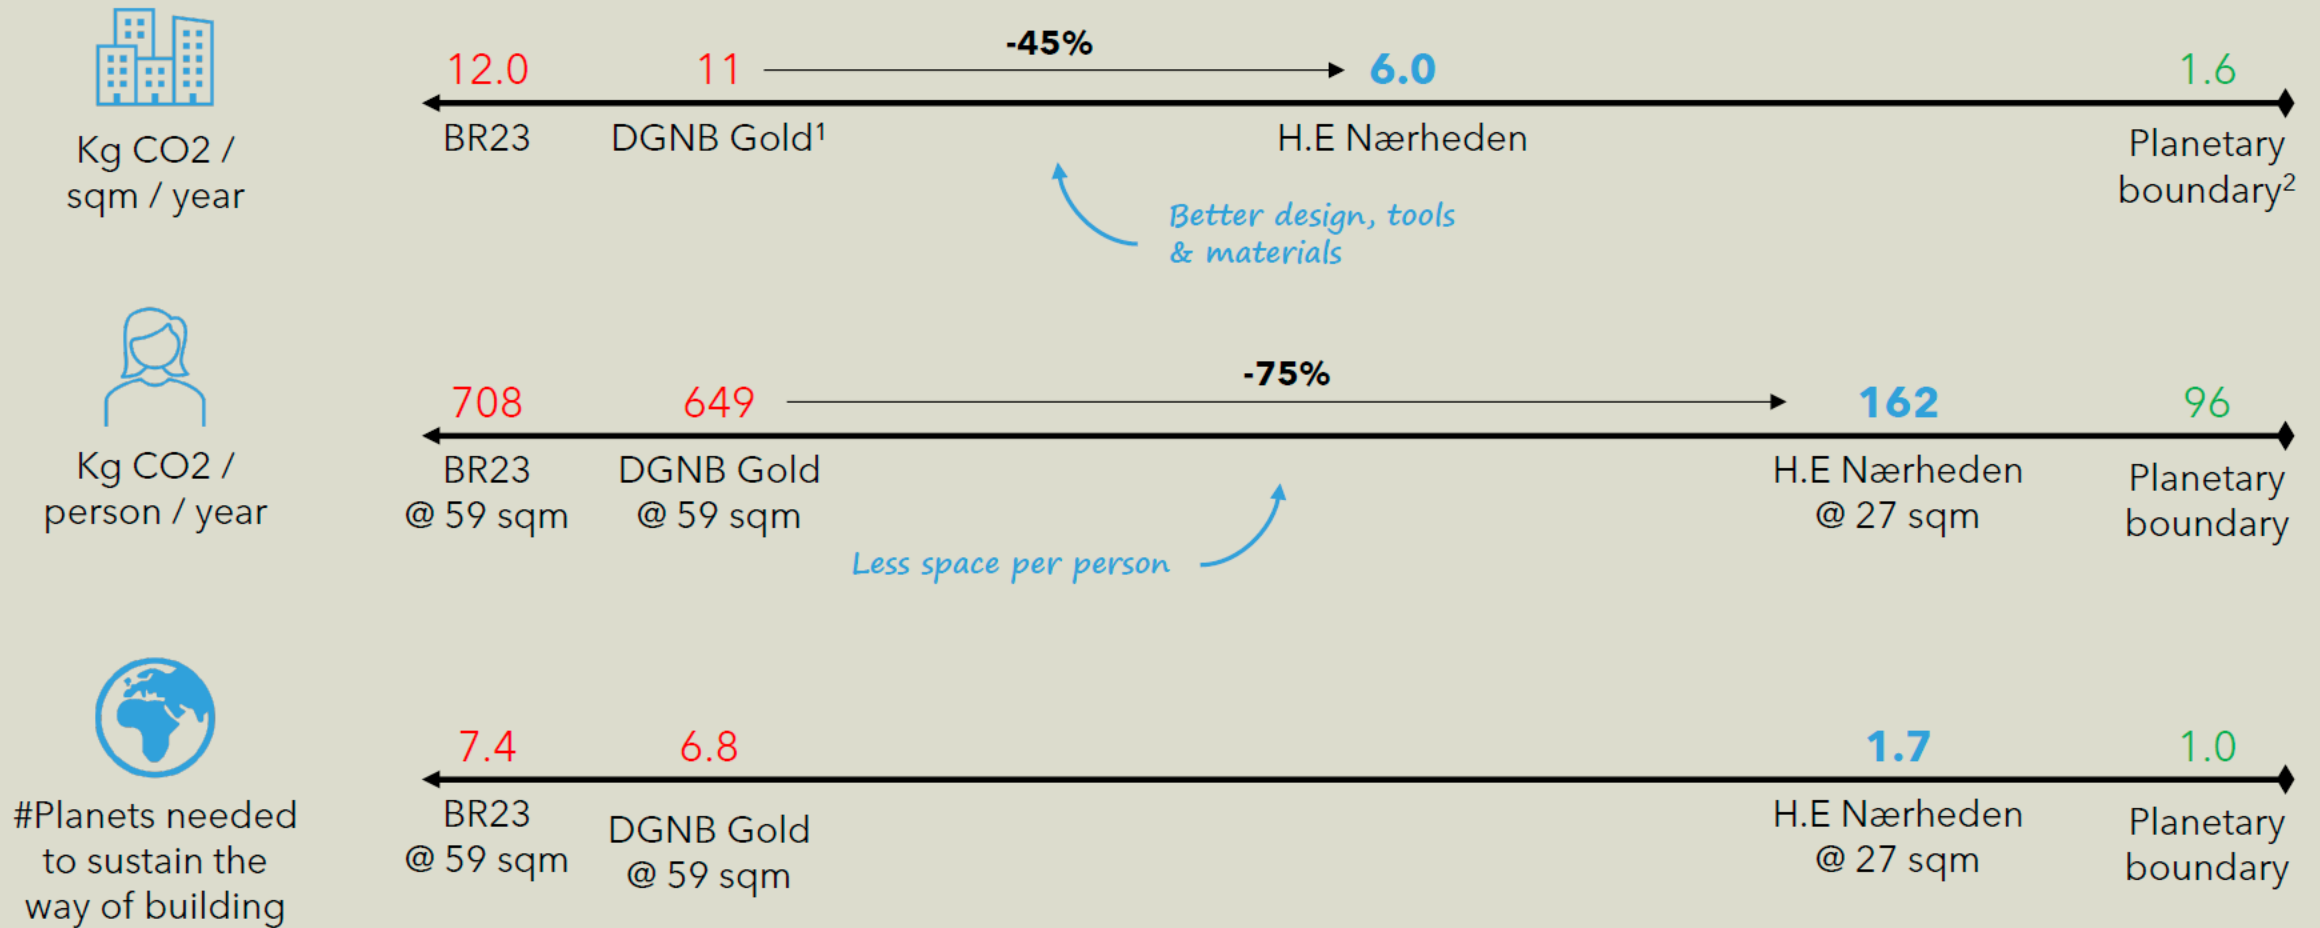 -45%
12.0 11 6.0 1.6
BR23 DGNB Gold¹ H.E Nærheden Planetary
boundary²
Kg CO2 /
sqm / year
Better design, tools
& materials
-75%
708 649 162 96
BR23 DGNB Gold H.E Nærheden Planetary
@ 59 sqm @ 59 sqm @ 27 sqm boundary
Kg CO2 /
person / year
Less space per person
7.4 6.8 1.7 1.0
BR23 DGNB Gold H.E Nærheden Planetary
@ 59 sqm @ 59 sqm @ 27 sqm boundary
#Planets needed
to sustain the
way of building